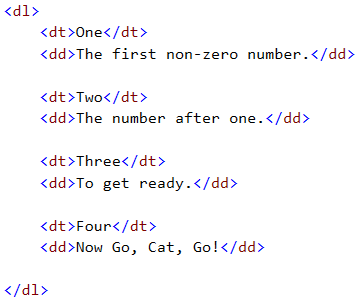 <dl>
<dt>One</dt>
<dd>The first non-zero number.</dd>
<dt>Two</dt>
<dd>The number after one.</dd>
<dt>Three</dt>
<dd>To get ready.</dd>
<dt>Four</dt>
<dd>Now Go, Cat, Go!</dd>
</dl>